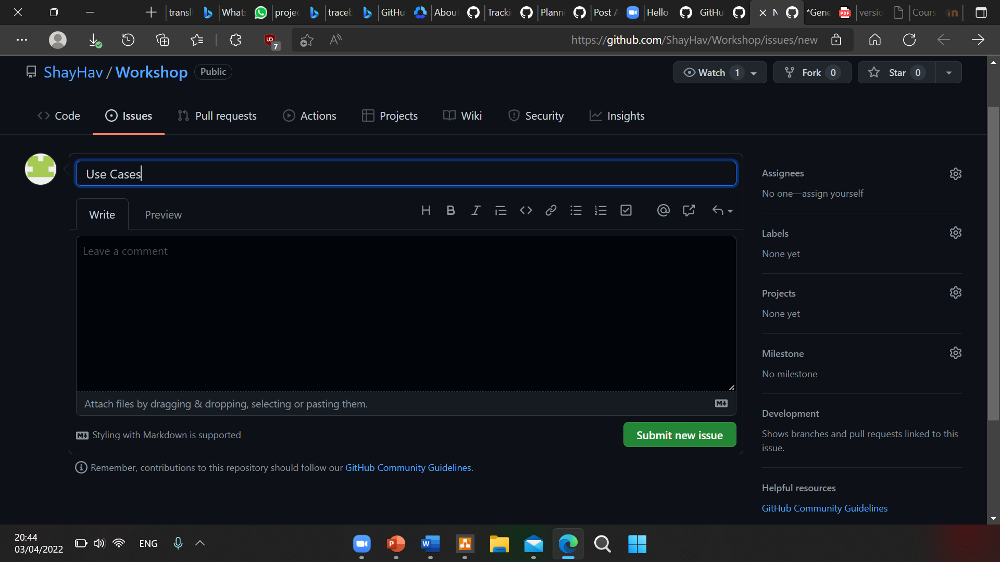 transl
Whats
projec
traceb
GitHu
About
Tracki
Planni
Post A
Hello
GitHu
N
*Gene
versio
Cours
7
https://github.com/ShayHav/Workshop/issues/new
ShayHav / Workshop Public
Watch 1
Fork 0
Star 0
Code
Issues
Pull requests
Actions
Projects
Wiki
Security
Insights
Use Cases
Write
Preview
Leave a comment
Attach files by dragging & dropping, selecting or pasting them.
Styling with Markdown is supported
Submit new issue
Remember, contributions to this repository should follow our GitHub Community Guidelines.
Assignees
No one—assign yourself
Labels
None yet
Projects
None yet
Milestone
No milestone
Development
Shows branches and pull requests linked to this
issue.
Helpful resources
GitHub Community Guidelines
20:44
03/04/2022
ENG